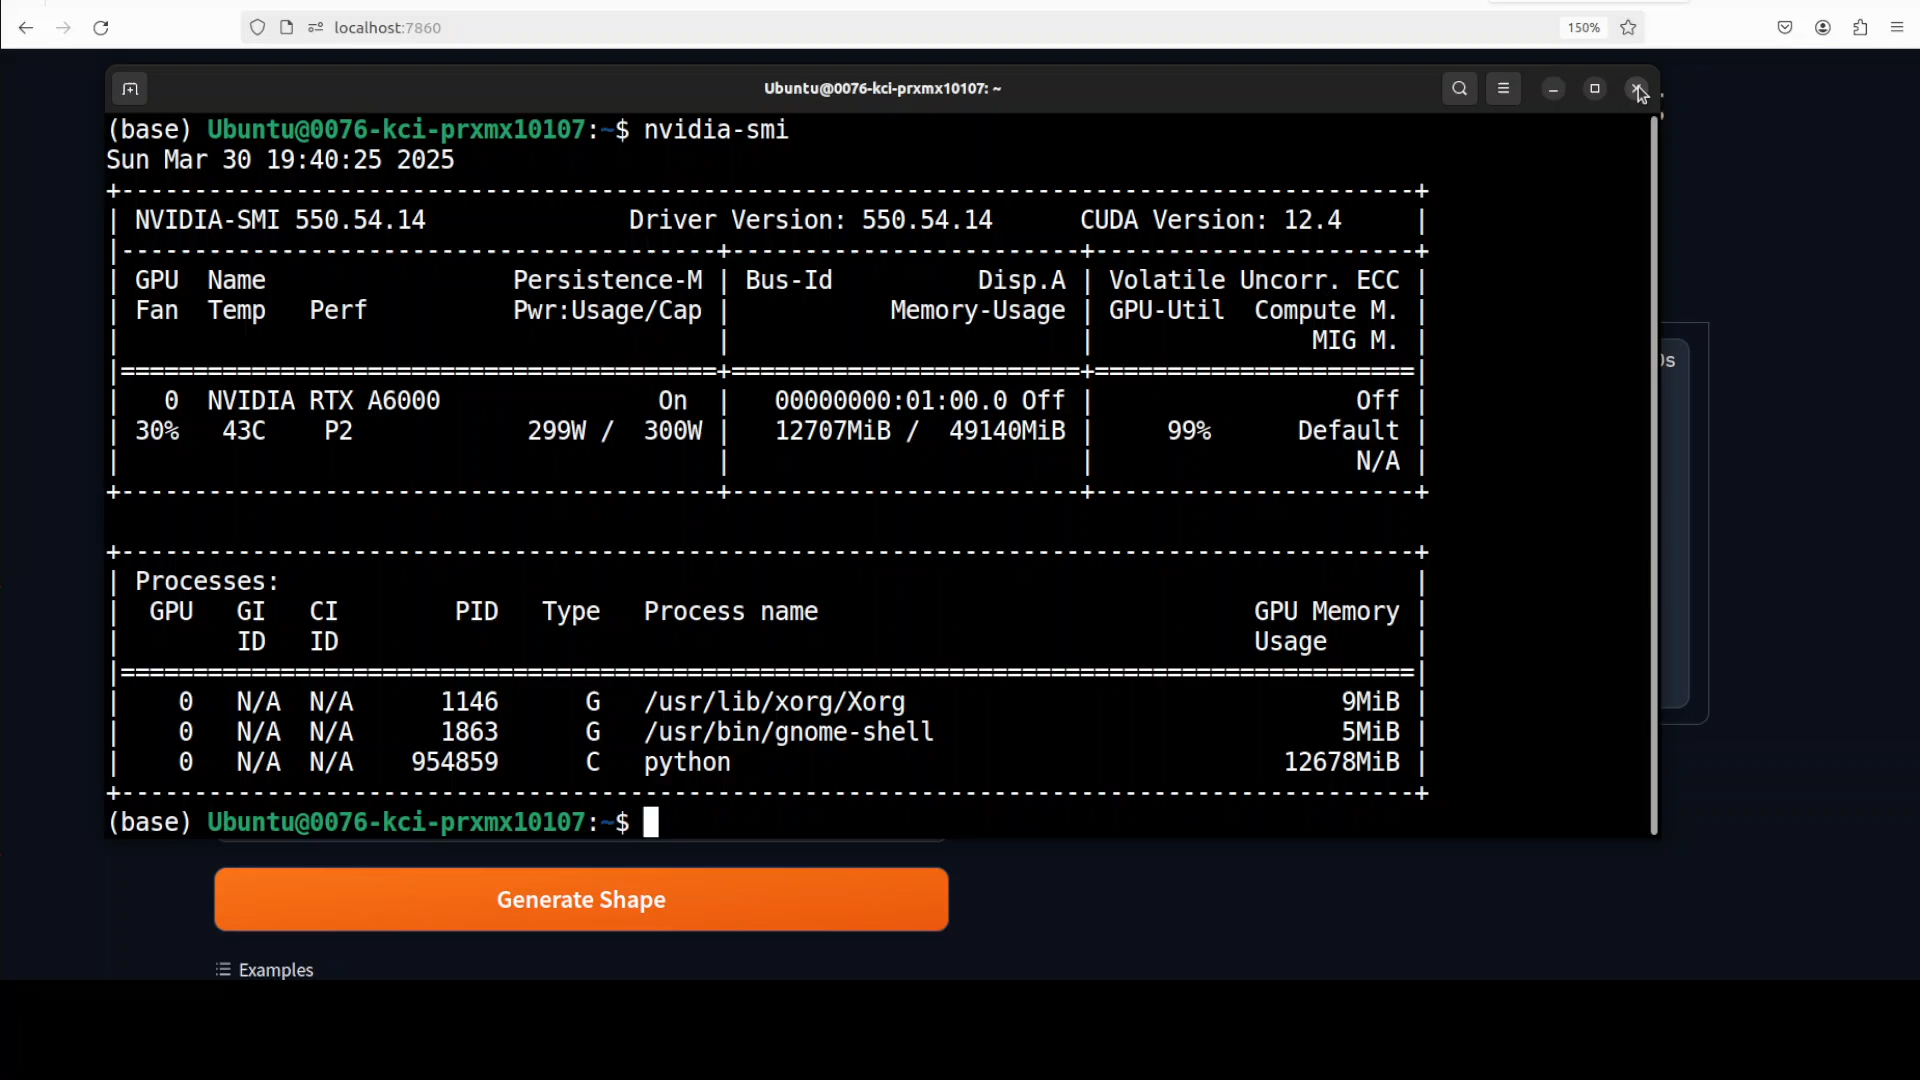 localhost:7860
150%
Ubuntu@0076-kci-prxmx10107: ~
(base) Ubuntu@0076-kci-prxmx10107:~$ nvidia-smi
Sun Mar 30 19:40:25 2025
+-----------------------------------------------------------------------------------------+
| NVIDIA-SMI 550.54.14              Driver Version: 550.54.14      CUDA Version: 12.4     |
|-----------------------------------------+------------------------+----------------------+
| GPU  Name                 Persistence-M | Bus-Id          Disp.A | Volatile Uncorr. ECC |
| Fan  Temp   Perf          Pwr:Usage/Cap |           Memory-Usage | GPU-Util  Compute M. |
|                                         |                        |               MIG M. |
|=========================================+========================+======================|
|   0  NVIDIA RTX A6000               On  |   00000000:01:00.0 Off |                  Off |
| 30%   43C    P2            299W /  300W |   12707MiB /  49140MiB |     99%      Default |
|                                         |                        |                  N/A |
+-----------------------------------------+------------------------+----------------------+
+-----------------------------------------------------------------------------------------+
| Processes:                                                                              |
|  GPU   GI   CI        PID   Type   Process name                              GPU Memory |
|        ID   ID                                                               Usage      |
|=========================================================================================|
|    0   N/A  N/A      1146      G   /usr/lib/xorg/Xorg                              9MiB |
|    0   N/A  N/A      1863      G   /usr/bin/gnome-shell                            5MiB |
|    0   N/A  N/A    954859      C   python                                      12678MiB |
+-----------------------------------------------------------------------------------------+
(base) Ubuntu@0076-kci-prxmx10107:~$
Generate Shape
Examples